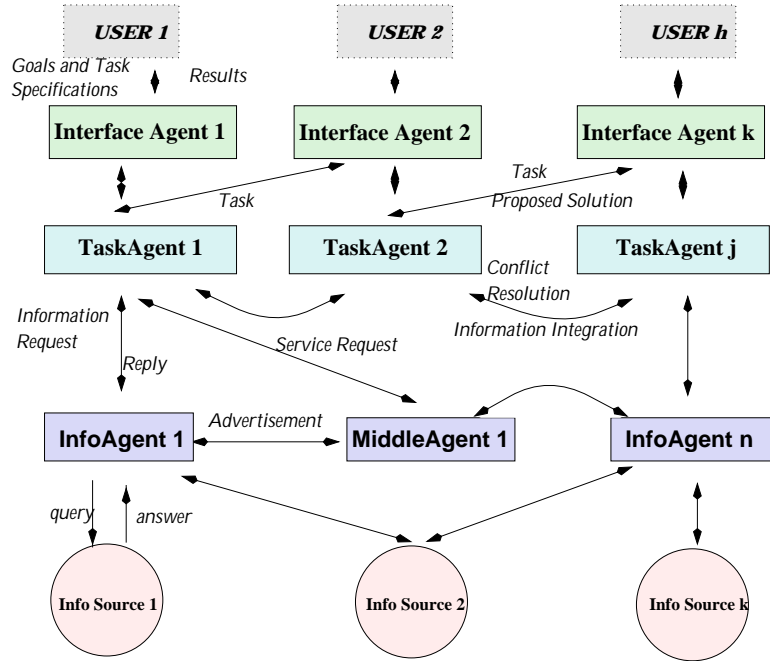 USER 1
USER 2
USER h
Goals and Task
Specifications
Results
Interface Agent 1
Interface Agent 2
Interface Agent k
Task
Task
Proposed Solution
TaskAgent 1
TaskAgent 2
TaskAgent j
Conflict
Resolution
Information
Request
Service Request
Information Integration
Reply
Advertisement
InfoAgent 1
MiddleAgent 1
InfoAgent n
query
answer
Info Source 1
Info Source 2
Info Source k